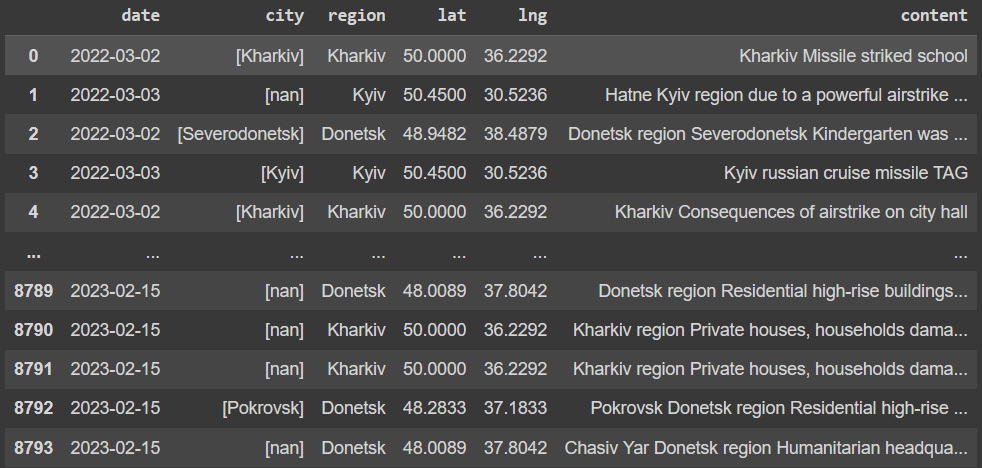 date city region lat lng content
0 2022-03-02 [Kharkiv] Kharkiv 50.0000 36.2292 Kharkiv Missile striked school
1 2022-03-03 [nan] Kyiv 50.4500 30.5236 Hatne Kyiv region due to a powerful airstrike ...
2 2022-03-02 [Severodonetsk] Donetsk 48.9482 38.4879 Donetsk region Severodonetsk Kindergarten was ...
3 2022-03-03 [Kyiv] Kyiv 50.4500 30.5236 Kyiv russian cruise missile TAG
4 2022-03-02 [Kharkiv] Kharkiv 50.0000 36.2292 Kharkiv Consequences of airstrike on city hall
... ... ... ... ... ... ...
8789 2023-02-15 [nan] Donetsk 48.0089 37.8042 Donetsk region Residential high-rise buildings...
8790 2023-02-15 [nan] Kharkiv 50.0000 36.2292 Kharkiv region Private houses, households dama...
8791 2023-02-15 [nan] Kharkiv 50.0000 36.2292 Kharkiv region Private houses, households dama...
8792 2023-02-15 [Pokrovsk] Donetsk 48.2833 37.1833 Pokrovsk Donetsk region Residential high-rise ...
8793 2023-02-15 [nan] Donetsk 48.0089 37.8042 Chasiv Yar Donetsk region Humanitarian headqua...